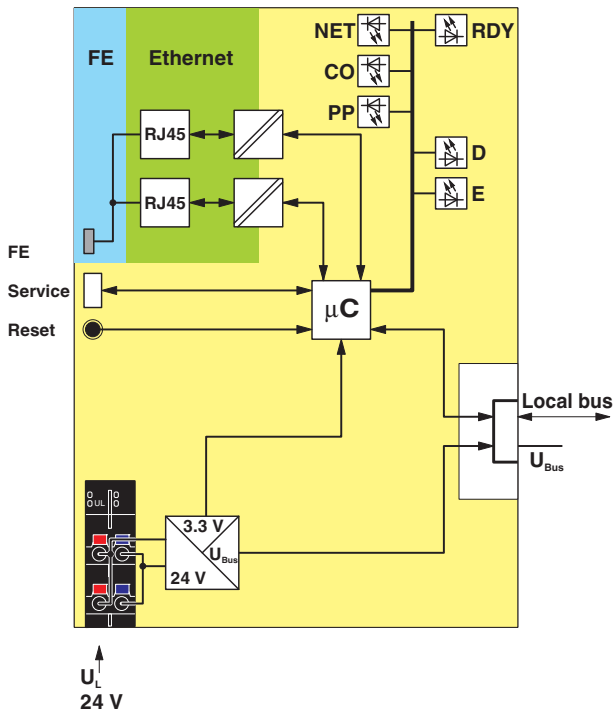 NET
RDY
FE
Ethernet
CO
PP
RJ45
D
RJ45
E
FE
Service
µC
Reset
Local bus
U Bus
UL
3.3 V
U Bus
24 V
U L
24 V